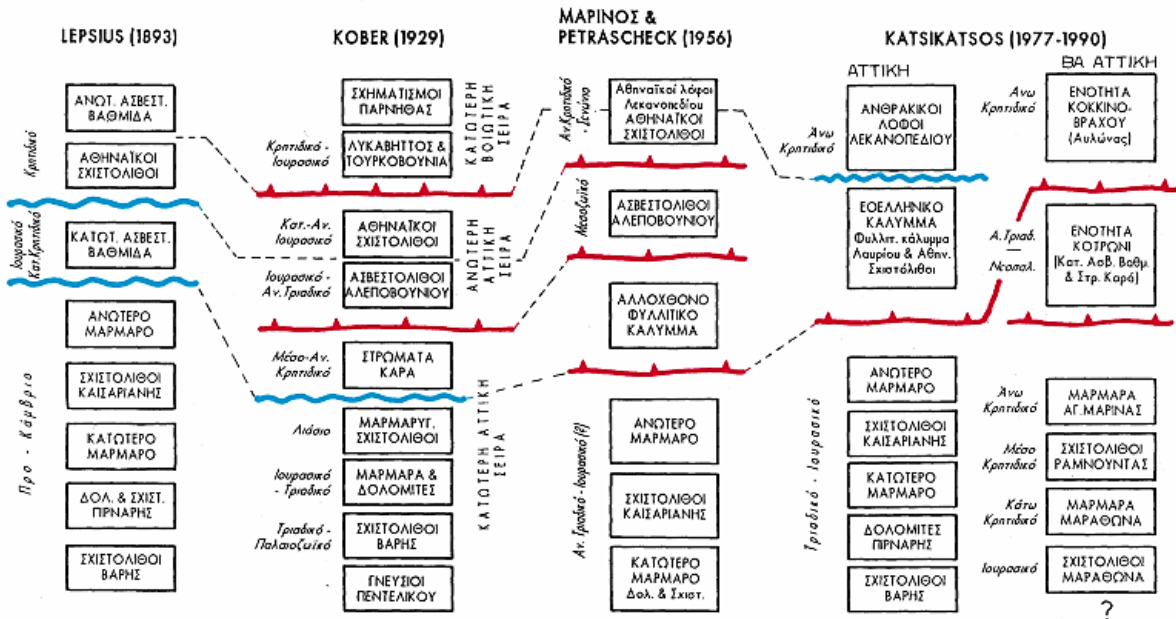 LEPSIUS (1893)
ΑΝΩΤ. ΑΣΒΕΣΤ.
ΒΑΘΜΙΔΑ
Κρητιδικό
ΑΘΗΝΑΪΚΟΙ
ΣΧΙΣΤΟΛΙΘΟΙ
Ιουρασικό
Κατ.Κρητιδικό
ΚΑΤΩΤ. ΑΣΒΕΣΤ.
ΒΑΘΜΙΔΑ
Προ - Κάμβριο
ΑΝΩΤΕΡΟ
ΜΑΡΜΑΡΟ
ΣΧΙΣΤΟΛΙΘΟΙ
ΚΑΙΣΑΡΙΑΝΗΣ
ΚΑΤΩΤΕΡΟ
ΜΑΡΜΑΡΟ
ΔΟΛ. & ΣΧΙΣΤ.
ΠΙΡΝΑΡΗΣ
ΣΧΙΣΤΟΛΙΘΟΙ
ΒΑΡΗΣ
KOBER (1929)
ΣΧΗΜΑΤΙΣΜΟΙ
ΠΑΡΝΗΘΑΣ
Κρητιδικό -
Ιουρασικό
ΛΥΚΑΒΗΤΤΟΣ &
ΤΟΥΡΚΟΒΟΥΝΙΑ
ΚΑΤΩΤΕΡΗ
ΒΟΙΩΤΙΚΗ
ΣΕΙΡΑ
Κατ.-Αν.
Ιουρασικό
ΑΘΗΝΑΪΚΟΙ
ΣΧΙΣΤΟΛΙΘΟΙ
Ιουρασικό -
Αν.Τριαδικό
ΑΣΒΕΣΤΟΛΙΘΟΙ
ΑΛΕΠΟΒΟΥΝΙΟΥ
ΑΝΩΤΕΡΗ
ΑΤΤΙΚΗ
ΣΕΙΡΑ
Μέσο-Αν.
Κρητιδικό
ΣΤΡΩΜΑΤΑ
ΚΑΡΑ
Λιάσιο
ΜΑΡΜΑΡΥΓ.
ΣΧΙΣΤΟΛΙΘΟΙ
Ιουρασικό
- Τριαδικό
ΜΑΡΜΑΡΑ &
ΔΟΛΟΜΙΤΕΣ
Τριαδικό -
Παλαιοζωϊκό
ΣΧΙΣΤΟΛΙΘΟΙ
ΒΑΡΗΣ
ΓΝΕΥΣΙΟΙ
ΠΕΝΤΕΛΙΚΟΥ
ΚΑΤΩΤΕΡΗ ΑΤΤΙΚΗ
ΣΕΙΡΑ
ΜΑΡΙΝΟΣ &
PETRASCHECK (1956)
Αν.Κρητιδικό
- Σενώνιο
Αθηναϊκοί λόφοι
Λεκανοπεδίου
ΑΘΗΝΑΪΚΟΙ
ΣΧΙΣΤΟΛΙΘΟΙ
Μεσοζωϊκό
ΑΣΒΕΣΤΟΛΙΘΟΙ
ΑΛΕΠΟΒΟΥΝΙΟΥ
ΑΛΛΟΧΘΟΝΟ
ΦΥΛΛΙΤΙΚΟ
ΚΑΛΥΜΜΑ
Αν.Τριαδικό-Ιουρασικό (?)
ΑΝΩΤΕΡΟ
ΜΑΡΜΑΡΟ
ΣΧΙΣΤΟΛΙΘΟΙ
ΚΑΙΣΑΡΙΑΝΗΣ
ΚΑΤΩΤΕΡΟ
ΜΑΡΜΑΡΟ
Δολ. & Σχιστ.
KATSIKATSOS (1977-1990)
ΑΤΤΙΚΗ
Άνω
Κρητιδικό
ΑΝΘΡΑΚΙΚΟΙ
ΛΟΦΟΙ
ΛΕΚΑΝΟΠΕΔΙΟΥ
ΕΟΕΛΛΗΝΙΚΟ
ΚΑΛΥΜΜΑ
Φυλλιτ. κάλυμμα
Λαυρίου & Αθην.
Σχιστόλιθοι
Τριαδικό - Ιουρασικό
ΑΝΩΤΕΡΟ
ΜΑΡΜΑΡΟ
ΣΧΙΣΤΟΛΙΘΟΙ
ΚΑΙΣΑΡΙΑΝΗΣ
ΚΑΤΩΤΕΡΟ
ΜΑΡΜΑΡΟ
ΔΟΛΟΜΙΤΕΣ
ΠΙΡΝΑΡΗΣ
ΣΧΙΣΤΟΛΙΘΟΙ
ΒΑΡΗΣ
ΒΑ ΑΤΤΙΚΗ
Άνω
Κρητιδικό
ΕΝΟΤΗΤΑ
ΚΟΚΚΙΝΟ-
ΒΡΑΧΟΥ
(Αυλώνας)
Α.Τριαδ.
Νεοπαλ.
ΕΝΟΤΗΤΑ
ΚΟΤΡΩΝΙ
(Κατ. Ασβ. Βαθμ.
& Στρ. Καρά)
Άνω
Κρητιδικό
ΜΑΡΜΑΡΑ
ΑΓ.ΜΑΡΙΝΑΣ
Μέσο
Κρητιδικό
ΣΧΙΣΤΟΛΙΘΟΙ
ΡΑΜΝΟΥΝΤΑΣ
Κάτω
Κρητιδικό
ΜΑΡΜΑΡΑ
ΜΑΡΑΘΩΝΑ
Ιουρασικό
ΣΧΙΣΤΟΛΙΘΟΙ
ΜΑΡΑΘΩΝΑ
?